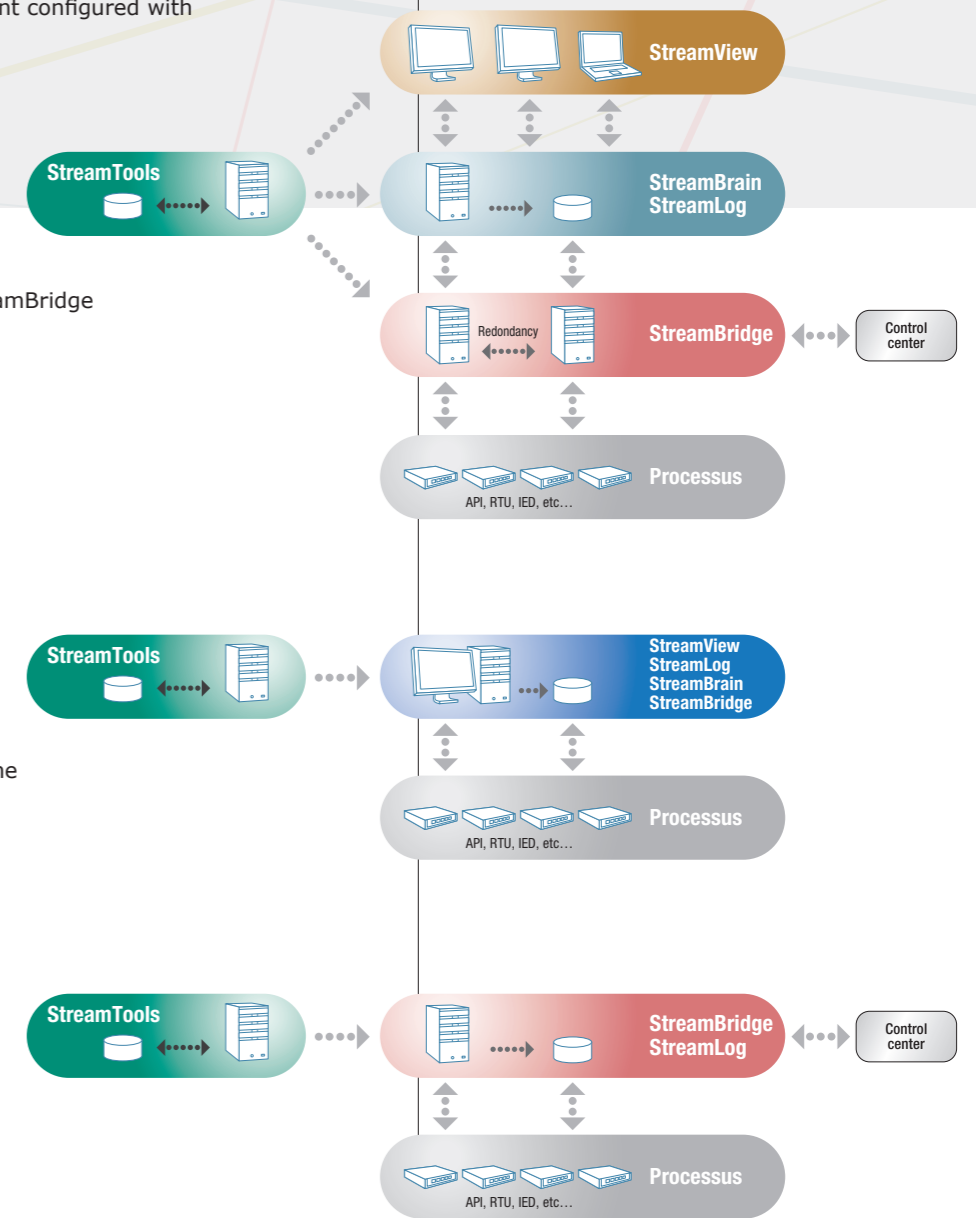 nt configured with
StreamView
StreamTools
StreamBrain
StreamLog
amBridge
Redondancy
StreamBridge
Control
center
Processus
API, RTU, IED, etc...
StreamTools
StreamView
StreamLog
StreamBrain
StreamBridge
ne
Processus
API, RTU, IED, etc...
StreamTools
StreamBridge
StreamLog
Control
center
Processus
API, RTU, IED, etc...